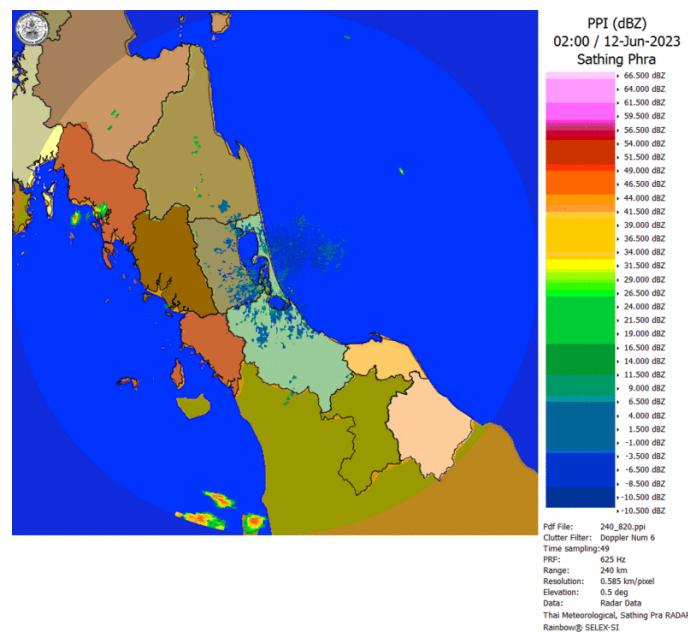 PPI (dBZ)
02:00 / 12-Jun-2023
Sathing Phra
66.500 dBZ
64.000 dBZ
61.500 dBZ
59.500 dBZ
56.500 dBZ
54.000 dBZ
51.500 dBZ
49.000 dBZ
46.500 dBZ
44.000 dBZ
41.500 dBZ
39.000 dBZ
36.500 dBZ
34.000 dBZ
31.500 dBZ
29.000 dBZ
26.500 dBZ
24.000 dBZ
21.500 dBZ
19.000 dBZ
16.500 dBZ
14.000 dBZ
11.500 dBZ
9.000 dBZ
6.500 dBZ
4.000 dBZ
1.500 dBZ
-1.000 dBZ
-3.500 dBZ
-6.500 dBZ
-10.500 dBZ
-10.500 dBZ
Pdf File: 240_820.ppi
Clutter Filter: Doppler Num 6
Time sampling:49
PRF: 625 Hz
Range: 240 km
Resolution: 0.585 km/pixel
Elevation: 0.5 deg
Data: Radar Data
Thai Meteorological, Sathing Pra RADAR
Rainbow® SELEX-SI